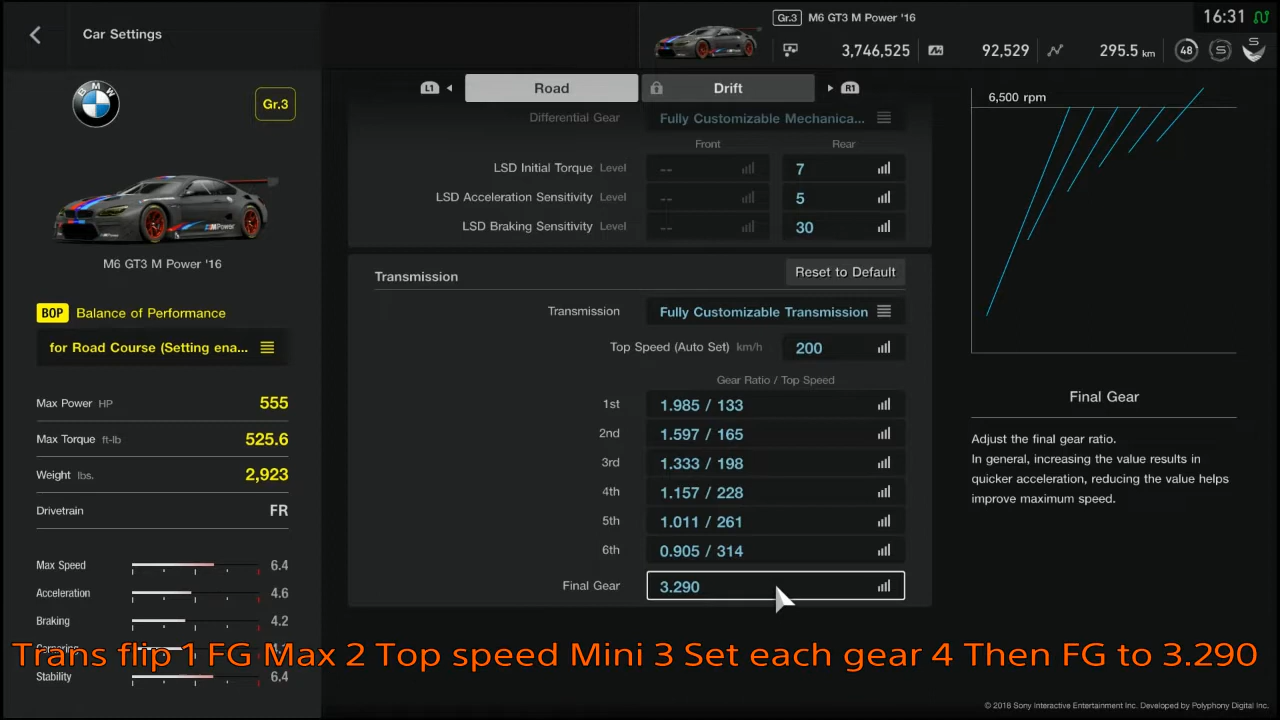 Car Settings
Gr.3 M6 GT3 M Power '16
16:31
3,746,525 92,529 295.5 km 48 S S
L1 Road Drift R1
BMW
Gr.3
M6 GT3 M Power '16
BOP Balance of Performance
for Road Course (Setting ena...
Max Power HP 555
Max Torque ft-lb 525.6
Weight lbs. 2,923
Drivetrain FR
Max Speed 6.4
Acceleration 4.6
Braking 4.2
Stability 6.4
Differential Gear Fully Customizable Mechanica...
Front Rear
LSD Initial Torque Level -- 7
LSD Acceleration Sensitivity Level -- 5
LSD Braking Sensitivity Level -- 30
Transmission Reset to Default
Transmission Fully Customizable Transmission
Top Speed (Auto Set) km/h 200
Gear Ratio / Top Speed
1st 1.985 / 133
2nd 1.597 / 165
3rd 1.333 / 198
4th 1.157 / 228
5th 1.011 / 261
6th 0.905 / 314
Final Gear 3.290
6,500 rpm
Final Gear
Adjust the final gear ratio.
In general, increasing the value results in
quicker acceleration, reducing the value helps
improve maximum speed.
Trans flip 1 FG Max 2 Top speed Mini 3 Set each gear 4 Then FG to 3.290
© 2018 Sony Interactive Entertainment Inc. Developed by Polyphony Digital Inc.